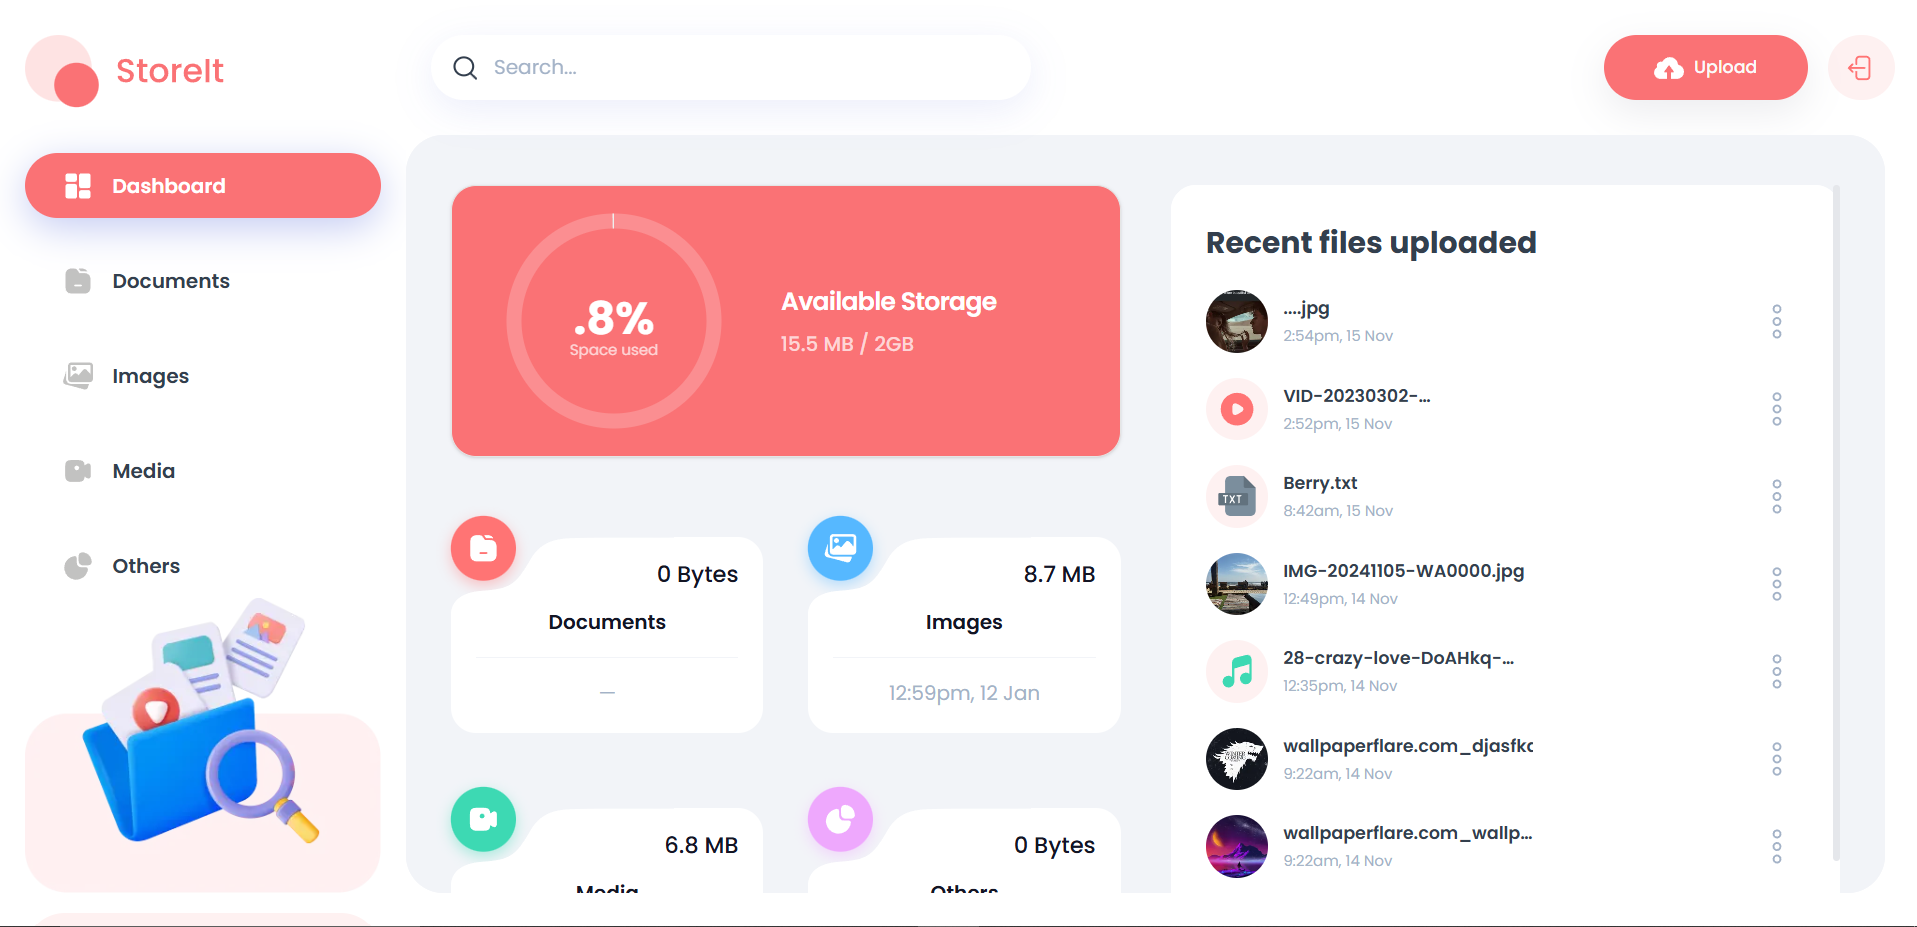 StoreIt
Search...
Upload
Dashboard
Documents
Images
Media
Others
.8%
Space used
Available Storage
15.5 MB / 2GB
0 Bytes
Documents
—
8.7 MB
Images
12:59pm, 12 Jan
6.8 MB
Media
0 Bytes
Others
Recent files uploaded
....jpg
2:54pm, 15 Nov
VID-20230302-...
2:52pm, 15 Nov
TXT
Berry.txt
8:42am, 15 Nov
IMG-20241105-WA0000.jpg
12:49pm, 14 Nov
28-crazy-love-DoAHkq-...
12:35pm, 14 Nov
wallpaperflare.com_djasfkc
9:22am, 14 Nov
wallpaperflare.com_wallp...
9:22am, 14 Nov